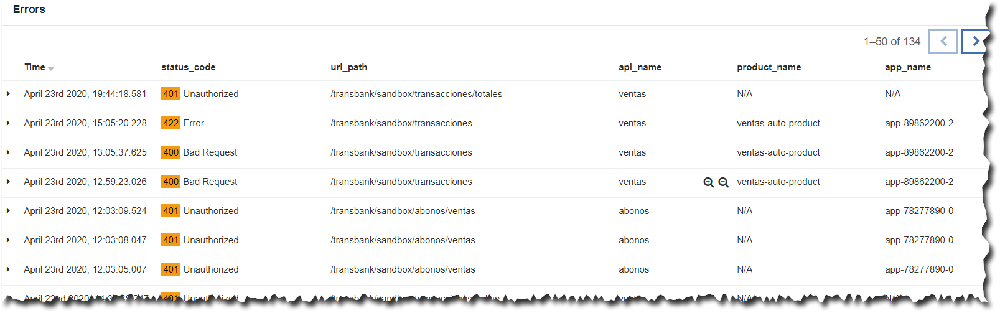 Errors
1–50 of 134
Time status_code uri_path api_name product_name app_name
April 23rd 2020, 19:44:18.581 401 Unauthorized /transbank/sandbox/transacciones/totales ventas N/A N/A
April 23rd 2020, 15:05:20.228 422 Error /transbank/sandbox/transacciones ventas ventas-auto-product app-89862200-2
April 23rd 2020, 13:05:37.625 400 Bad Request /transbank/sandbox/transacciones ventas ventas-auto-product app-89862200-2
April 23rd 2020, 12:59:23.026 400 Bad Request /transbank/sandbox/transacciones ventas ventas-auto-product app-89862200-2
April 23rd 2020, 12:03:09.524 401 Unauthorized /transbank/sandbox/abonos/ventas abonos N/A app-78277890-0
April 23rd 2020, 12:03:08.047 401 Unauthorized /transbank/sandbox/abonos/ventas abonos N/A app-78277890-0
April 23rd 2020, 12:03:05.007 401 Unauthorized /transbank/sandbox/abonos/ventas abonos N/A app-78277890-0
April 22nd 2020, 401 Unauthorized N/A N/A